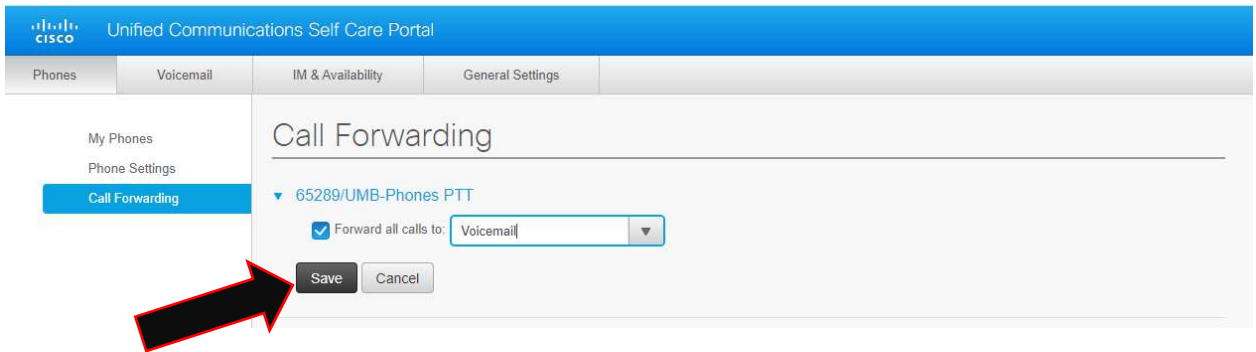 CISCO Unified Communications Self Care Portal
Phones Voicemail IM & Availability General Settings
My Phones
Phone Settings
Call Forwarding
Call Forwarding
65289/UMB-Phones PTT
Forward all calls to: Voicemail
Save Cancel